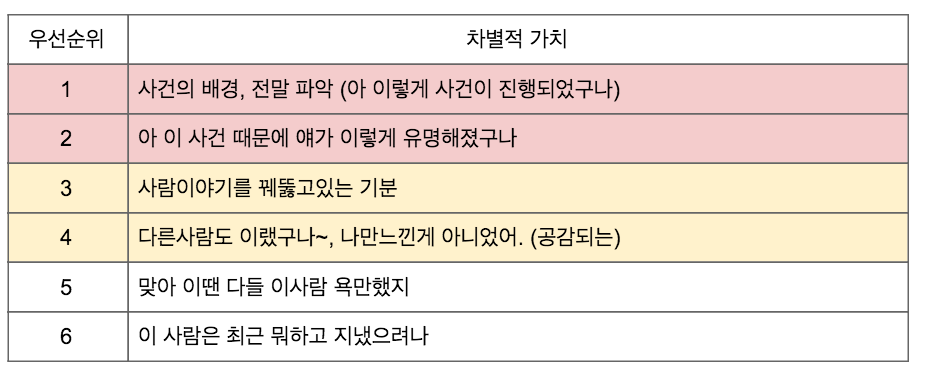 우선순위 차별적 가치
1 사건의 배경, 전말 파악 (아 이렇게 사건이 진행되었구나)
2 아 이 사건 때문에 얘가 이렇게 유명해졌구나
3 사람이야기를 꿰뚫고있는 기분
4 다른사람도 이랬구나~, 나만느낀게 아니었어. (공감되는)
5 맞아 이땐 다들 이사람 욕만했지
6 이 사람은 최근 뭐하고 지냈으려나